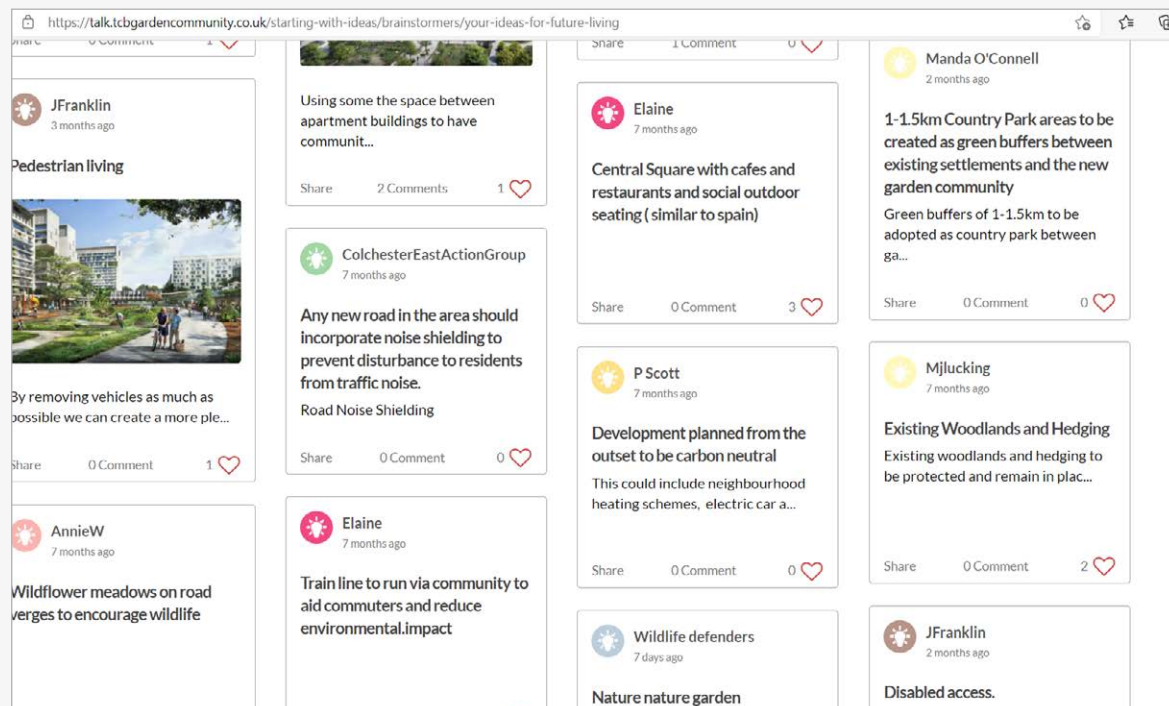 https://talk.tcbgardencommunity.co.uk/starting-with-ideas/brainstormers/your-ideas-for-future-living
Share 0 Comment 1
JFranklin
3 months ago
Pedestrian living
By removing vehicles as much as
possible we can create a more ple...
Share 0 Comment 1
AnnieW
7 months ago
Wildflower meadows on road
verges to encourage wildlife
Using some the space between
apartment buildings to have
communit...
Share 2 Comments 1
ColchesterEastActionGroup
7 months ago
Any new road in the area should
incorporate noise shielding to
prevent disturbance to residents
from traffic noise.
Road Noise Shielding
Share 0 Comment 0
Elaine
7 months ago
Train line to run via community to
aid commuters and reduce
environmental.impact
Share 1 Comment 0
Elaine
7 months ago
Central Square with cafes and
restaurants and social outdoor
seating ( similar to spain)
Share 0 Comment 3
P Scott
7 months ago
Development planned from the
outset to be carbon neutral
This could include neighbourhood
heating schemes, electric car a...
Share 0 Comment 0
Wildlife defenders
7 days ago
Nature nature garden
Manda O'Connell
2 months ago
1-1.5km Country Park areas to be
created as green buffers between
existing settlements and the new
garden community
Green buffers of 1-1.5km to be
adopted as country park between
ga...
Share 0 Comment 0
Mjlucking
7 months ago
Existing Woodlands and Hedging
Existing woodlands and hedging to
be protected and remain in plac...
Share 0 Comment 2
JFranklin
2 months ago
Disabled access.